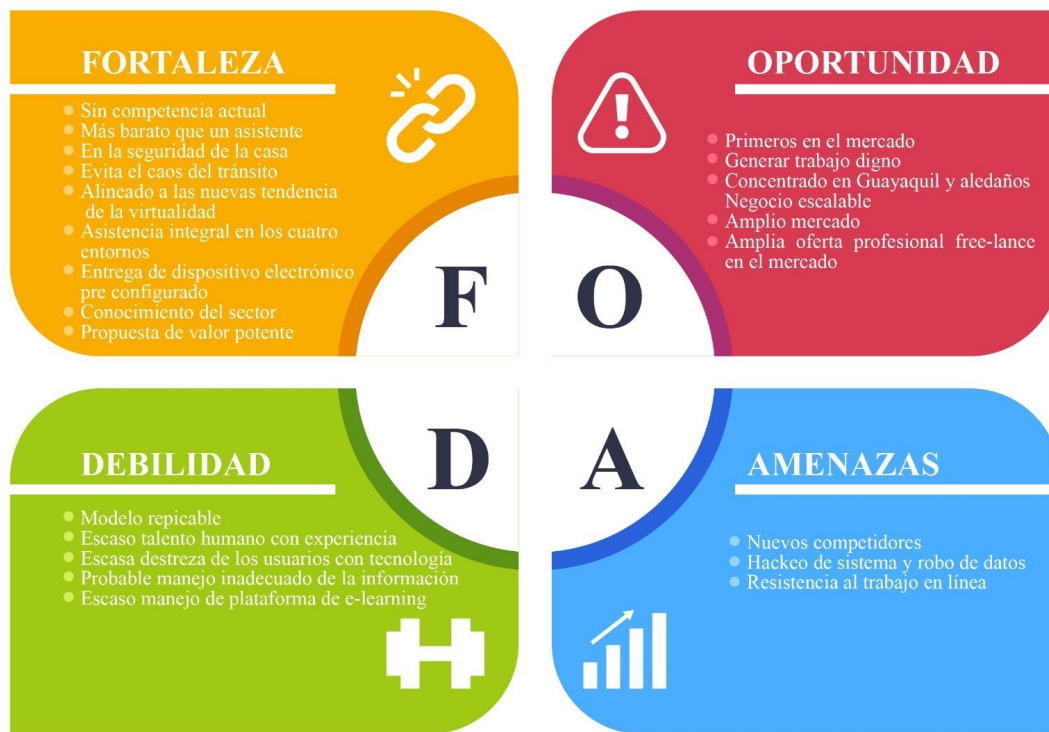 FORTALEZA
Sin competencia actual
Más barato que un asistente
En la seguridad de la casa
Evita el caos del tránsito
Alineado a las nuevas tendencia
de la virtualidad
Asistencia integral en los cuatro
entornos
Entrega de dispositivo electrónico
pre configurado
Conocimiento del sector
Propuesta de valor potente
F
OPORTUNIDAD
Primeros en el mercado
Generar trabajo digno
Concentrado en Guayaquil y aledaños
Negocio escalable
Amplio mercado
Amplia oferta profesional free-lance
en el mercado
O
DEBILIDAD
Modelo repicable
Escaso talento humano con experiencia
Escasa destreza de los usuarios con tecnología
Probable manejo inadecuado de la información
Escaso manejo de plataforma de e-learning
D
AMENAZAS
Nuevos competidores
Hackeo de sistema y robo de datos
Resistencia al trabajo en línea
A